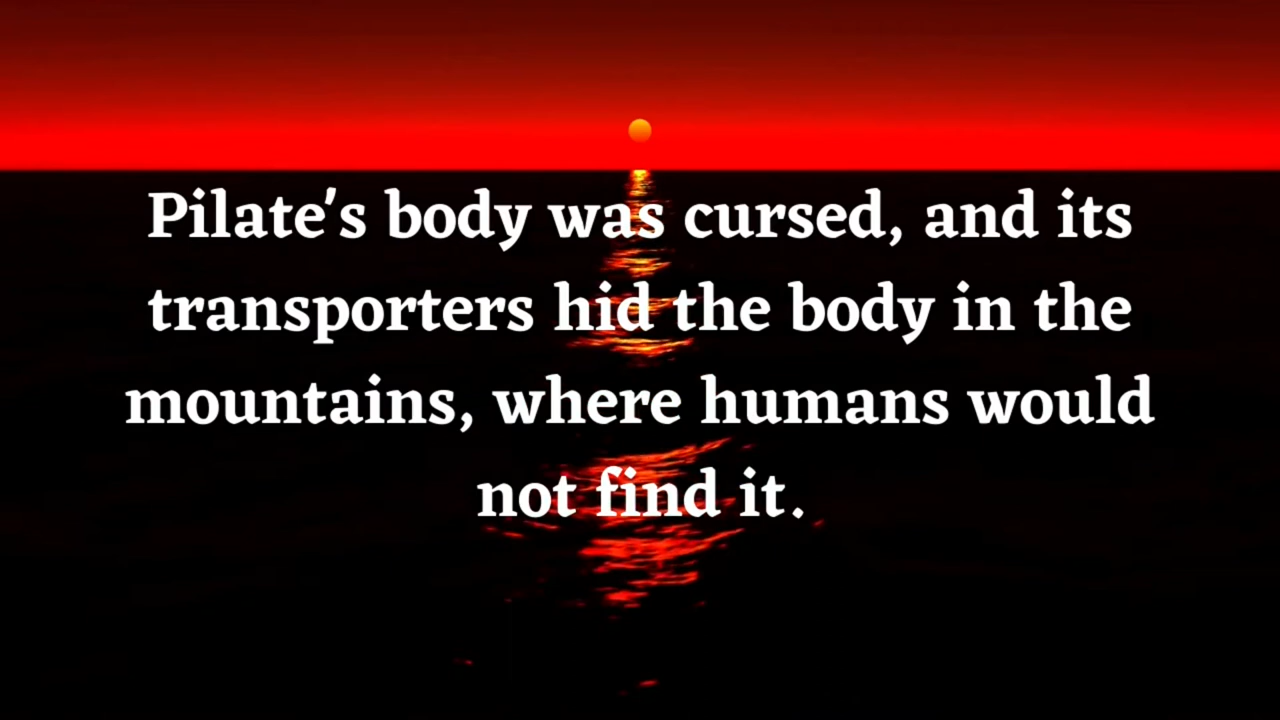 Pilate's body was cursed, and its
transporters hid the body in the
mountains, where humans would
not find it.